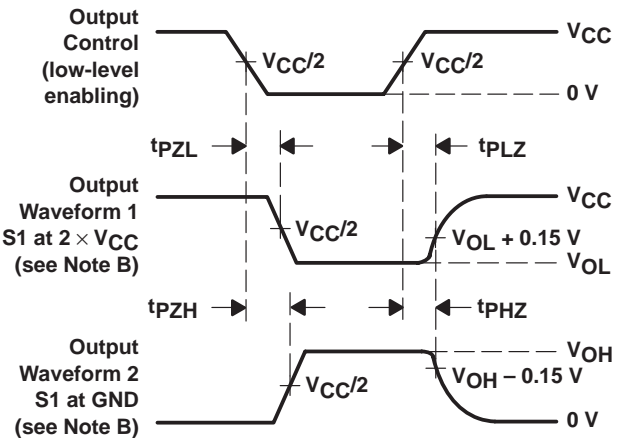 Output
Control
(low-level
enabling)
VCC/2
VCC/2
VCC
0 V
tPZL
tPLZ
Output
Waveform 1
S1 at 2 × VCC
(see Note B)
VCC/2
VCC
VOL + 0.15 V
VOL
tPZH
tPHZ
Output
Waveform 2
S1 at GND
(see Note B)
VCC/2
VOH
VOH – 0.15 V
0 V